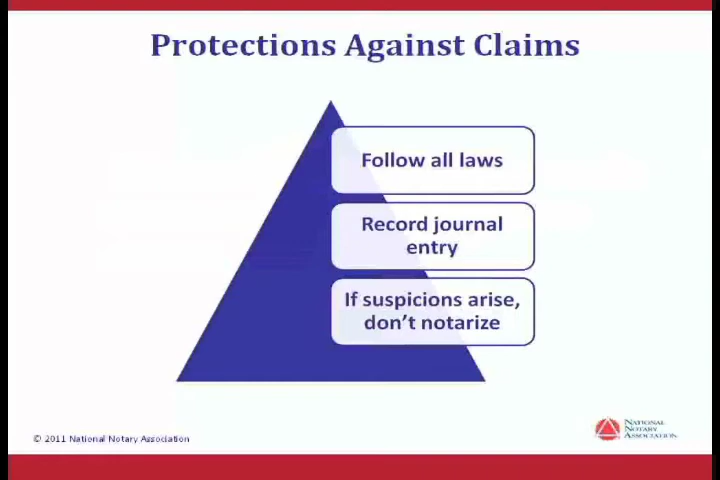 Protections Against Claims
Follow all laws
Record journal
entry
If suspicions arise,
don't notarize
© 2011 National Notary Association
NATIONAL
NOTARY
ASSOCIATION